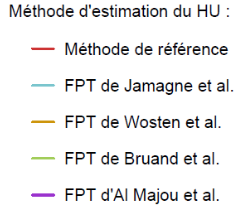 Méthode d'estimation du HU :
Méthode de référence
FPT de Jamagne et al.
FPT de Wosten et al.
FPT de Bruand et al.
FPT d'Al Majou et al.